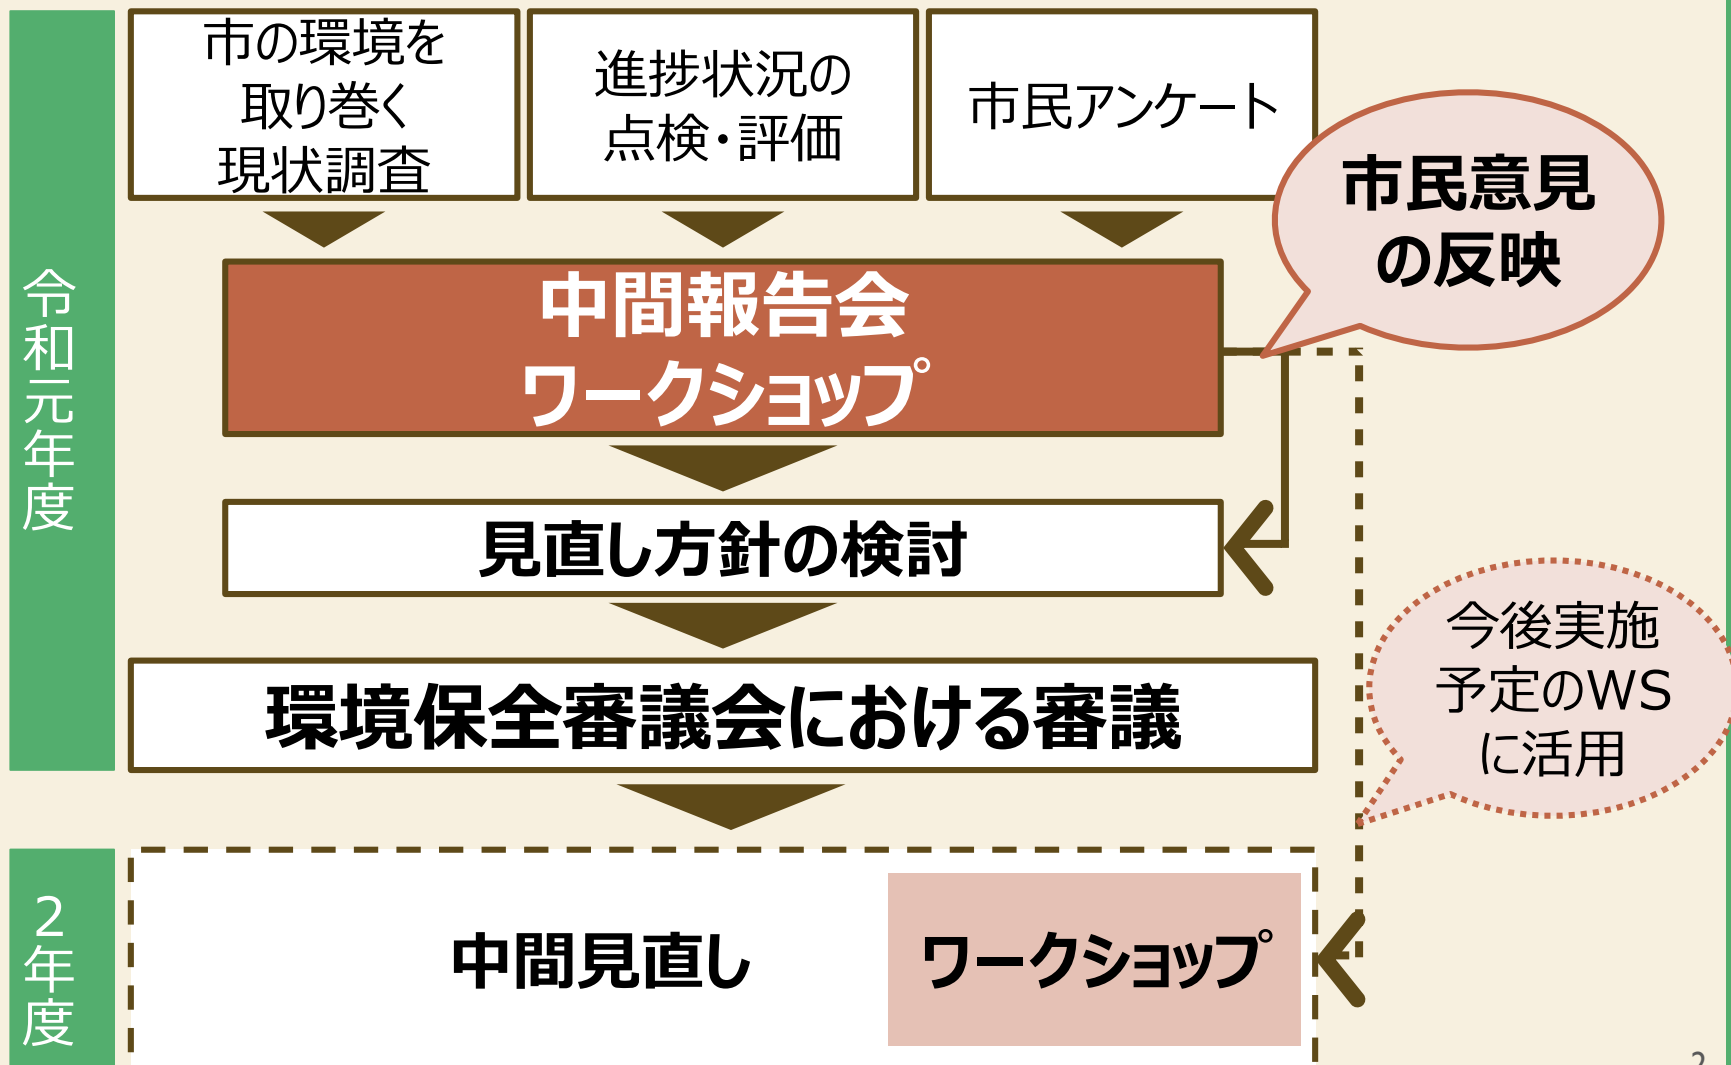 令和元年度
市の環境を
取り巻く
現状調査
進捗状況の
点検・評価
市民アンケート
市民意見
の反映
中間報告会
ワークショップ
見直し方針の検討
今後実施
予定のWS
に活用
環境保全審議会における審議
2年度
中間見直し
ワークショップ
2